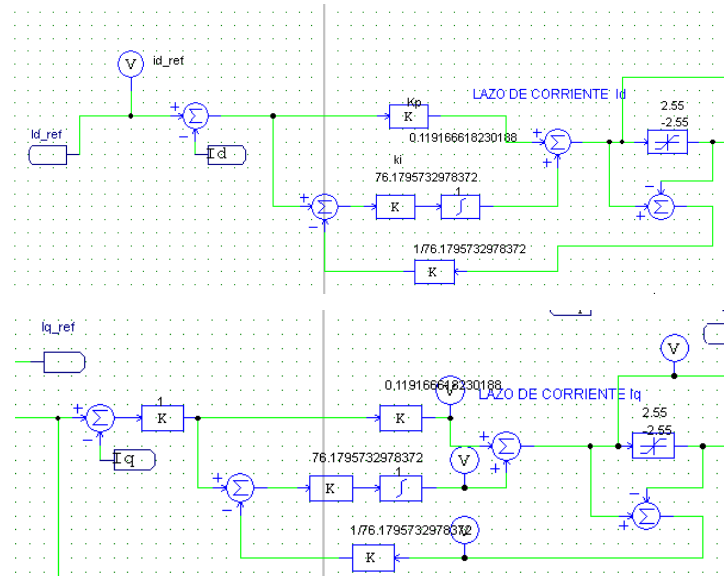 V
id_ref
Id_ref
Id
Kp
K
0.119166618230188
LAZO DE CORRIENTE Id
2.55
-2.55
ki
76.1795732978372
K
1
1/76.1795732978372
K
Iq_ref
V
1
K
Iq
0.119166618230188
V
K
LAZO DE CORRIENTE Iq
2.55
-2.55
76.1795732978372
K
1
V
1/76.1795732978372
V
K